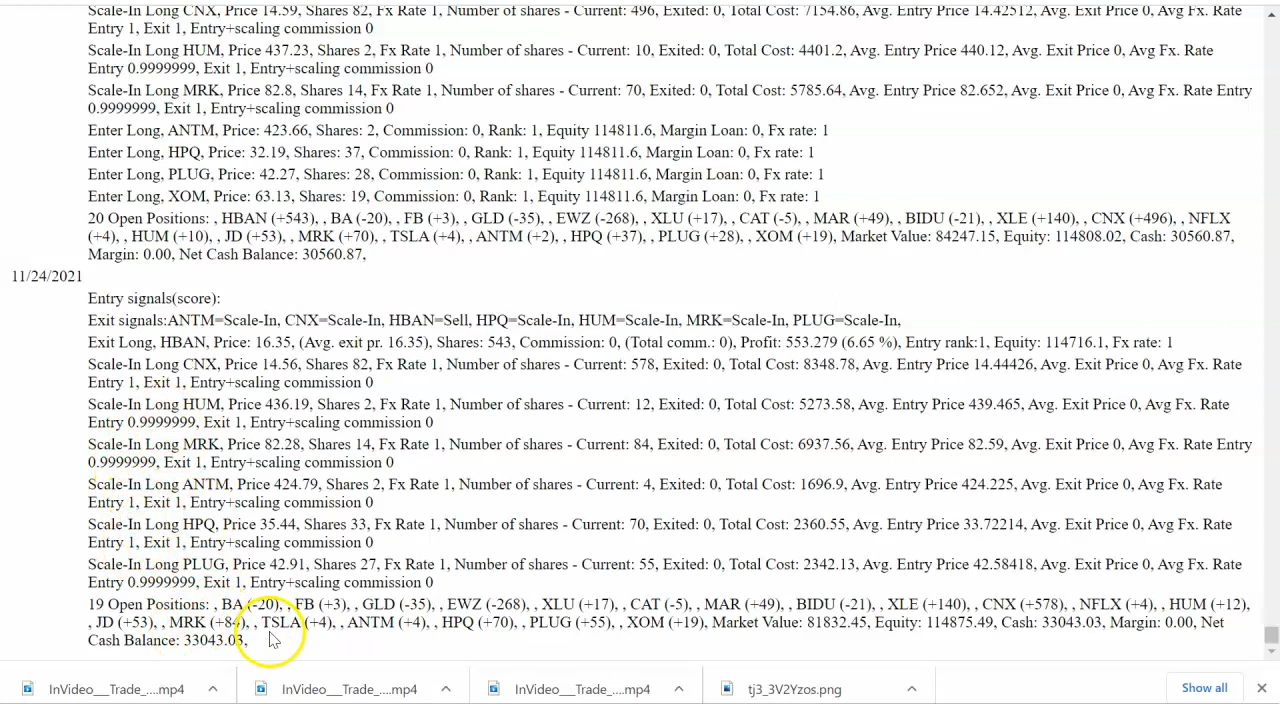 Scale-In Long CNX, Price 14.59, Shares 82, Fx Rate 1, Number of shares - Current: 496, Exited: 0, Total Cost: 7154.86, Avg. Entry Price 14.42512, Avg. Exit Price 0, Avg Fx. Rate
Entry 1, Exit 1, Entry+scaling commission 0
Scale-In Long HUM, Price 437.23, Shares 2, Fx Rate 1, Number of shares - Current: 10, Exited: 0, Total Cost: 4401.2, Avg. Entry Price 440.12, Avg. Exit Price 0, Avg Fx. Rate
Entry 0.9999999, Exit 1, Entry+scaling commission 0
Scale-In Long MRK, Price 82.8, Shares 14, Fx Rate 1, Number of shares - Current: 70, Exited: 0, Total Cost: 5785.64, Avg. Entry Price 82.652, Avg. Exit Price 0, Avg Fx. Rate Entry
0.9999999, Exit 1, Entry+scaling commission 0
Enter Long, ANTM, Price: 423.66, Shares: 2, Commission: 0, Rank: 1, Equity 114811.6, Margin Loan: 0, Fx rate: 1
Enter Long, HPQ, Price: 32.19, Shares: 37, Commission: 0, Rank: 1, Equity 114811.6, Margin Loan: 0, Fx rate: 1
Enter Long, PLUG, Price: 42.27, Shares: 28, Commission: 0, Rank: 1, Equity 114811.6, Margin Loan: 0, Fx rate: 1
Enter Long, XOM, Price: 63.13, Shares: 19, Commission: 0, Rank: 1, Equity 114811.6, Margin Loan: 0, Fx rate: 1
20 Open Positions: , HBAN (+543), , BA (-20), , FB (+3), , GLD (-35), , EWZ (-268), , XLU (+17), , CAT (-5), , MAR (+49), , BIDU (-21), , XLE (+140), , CNX (+496), , NFLX
(+4), , HUM (+10), , JD (+53), , MRK (+70), , TSLA (+4), , ANTM (+2), , HPQ (+37), , PLUG (+28), , XOM (+19), Market Value: 84247.15, Equity: 114808.02, Cash: 30560.87,
Margin: 0.00, Net Cash Balance: 30560.87,
11/24/2021
Entry signals(score):
Exit signals:ANTM=Scale-In, CNX=Scale-In, HBAN=Sell, HPQ=Scale-In, HUM=Scale-In, MRK=Scale-In, PLUG=Scale-In,
Exit Long, HBAN, Price: 16.35, (Avg. exit pr. 16.35), Shares: 543, Commission: 0, (Total comm.: 0), Profit: 553.279 (6.65 %), Entry rank:1, Equity: 114716.1, Fx rate: 1
Scale-In Long CNX, Price 14.56, Shares 82, Fx Rate 1, Number of shares - Current: 578, Exited: 0, Total Cost: 8348.78, Avg. Entry Price 14.44426, Avg. Exit Price 0, Avg Fx. Rate
Entry 1, Exit 1, Entry+scaling commission 0
Scale-In Long HUM, Price 436.19, Shares 2, Fx Rate 1, Number of shares - Current: 12, Exited: 0, Total Cost: 5273.58, Avg. Entry Price 439.465, Avg. Exit Price 0, Avg Fx. Rate
Entry 0.9999999, Exit 1, Entry+scaling commission 0
Scale-In Long MRK, Price 82.28, Shares 14, Fx Rate 1, Number of shares - Current: 84, Exited: 0, Total Cost: 6937.56, Avg. Entry Price 82.59, Avg. Exit Price 0, Avg Fx. Rate Entry
0.9999999, Exit 1, Entry+scaling commission 0
Scale-In Long ANTM, Price 424.79, Shares 2, Fx Rate 1, Number of shares - Current: 4, Exited: 0, Total Cost: 1696.9, Avg. Entry Price 424.225, Avg. Exit Price 0, Avg Fx. Rate
Entry 1, Exit 1, Entry+scaling commission 0
Scale-In Long HPQ, Price 35.44, Shares 33, Fx Rate 1, Number of shares - Current: 70, Exited: 0, Total Cost: 2360.55, Avg. Entry Price 33.72214, Avg. Exit Price 0, Avg Fx. Rate
Entry 1, Exit 1, Entry+scaling commission 0
Scale-In Long PLUG, Price 42.91, Shares 27, Fx Rate 1, Number of shares - Current: 55, Exited: 0, Total Cost: 2342.13, Avg. Entry Price 42.58418, Avg. Exit Price 0, Avg Fx. Rate
Entry 0.9999999, Exit 1, Entry+scaling commission 0
19 Open Positions: , BA (-20), , FB (+3), , GLD (-35), , EWZ (-268), , XLU (+17), , CAT (-5), , MAR (+49), , BIDU (-21), , XLE (+140), , CNX (+578), , NFLX (+4), , HUM (+12),
, JD (+53), , MRK (+84), , TSLA (+4), , ANTM (+4), , HPQ (+70), , PLUG (+55), , XOM (+19), Market Value: 81832.45, Equity: 114875.49, Cash: 33043.03, Margin: 0.00, Net
Cash Balance: 33043.03,
InVideo___Trade_....mp4
InVideo___Trade_....mp4
InVideo___Trade_....mp4
tj3_3V2Yzos.png
Show all